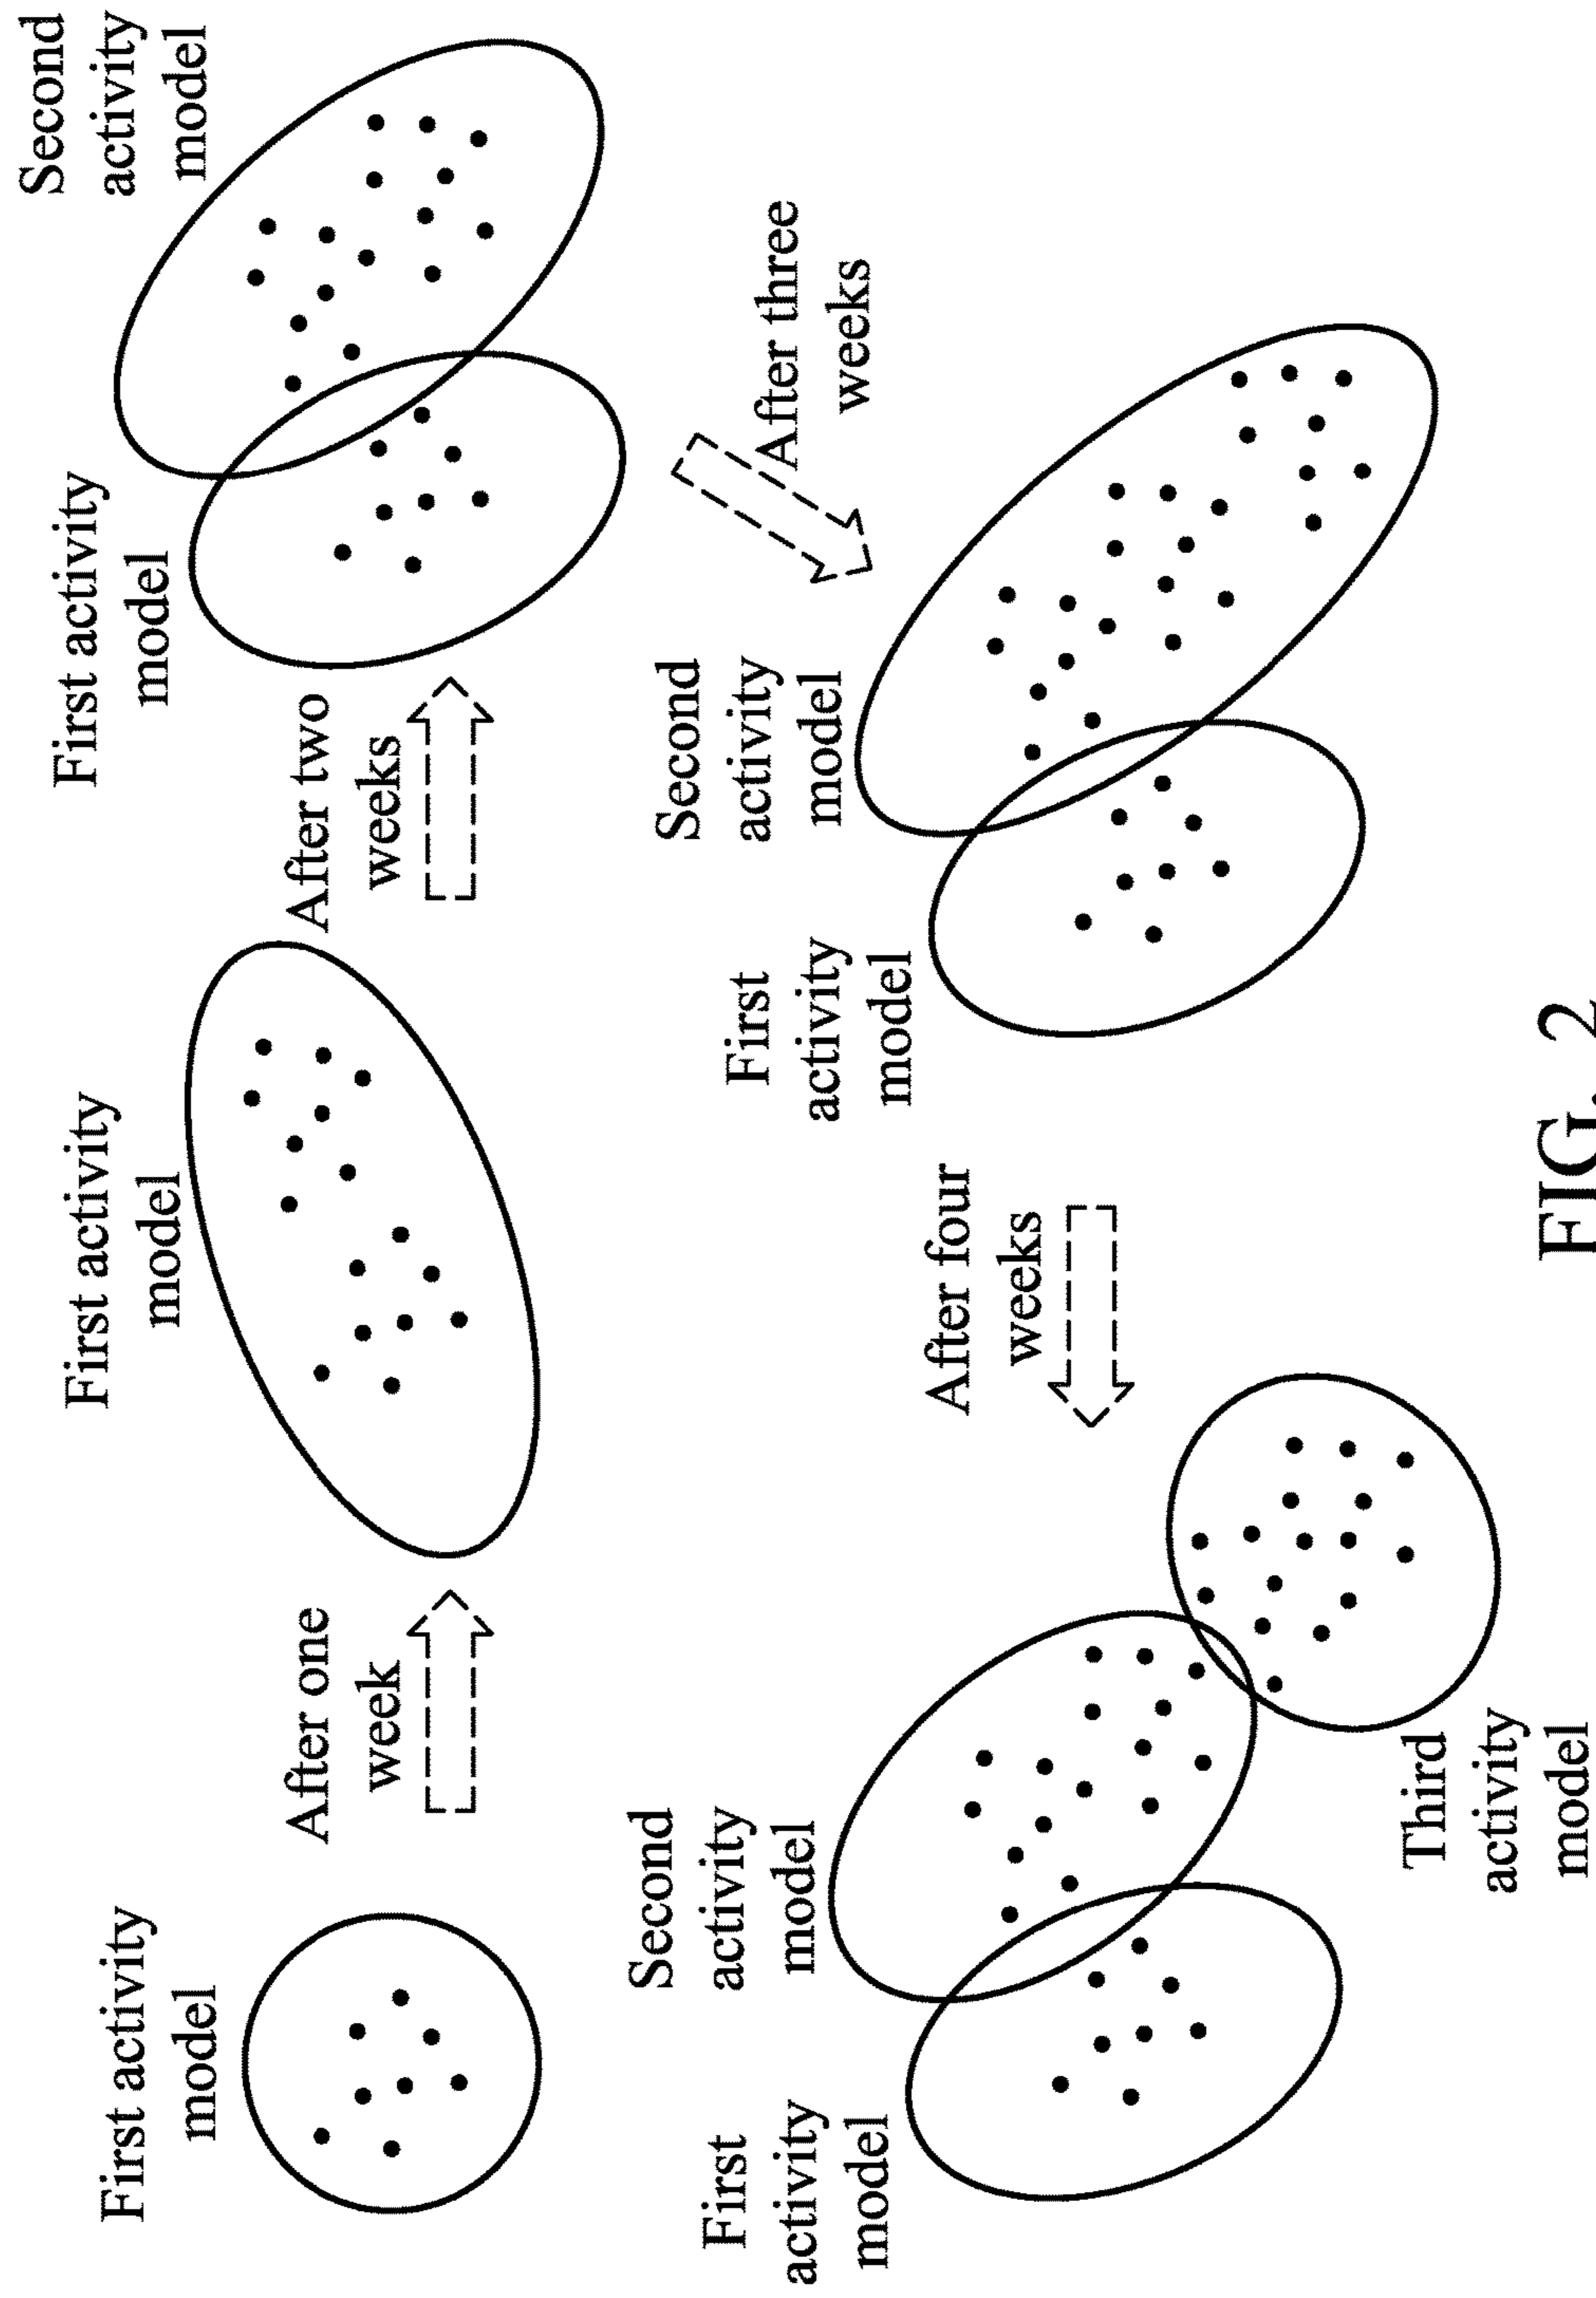 First activity
model
After one
week
First activity
model
After two
weeks
First activity
model
Second
activity
model
After three
weeks
First
activity
model
Second
activity
model
After four
weeks
First
activity
model
Second
activity
model
Third
activity
model
FIG. 2